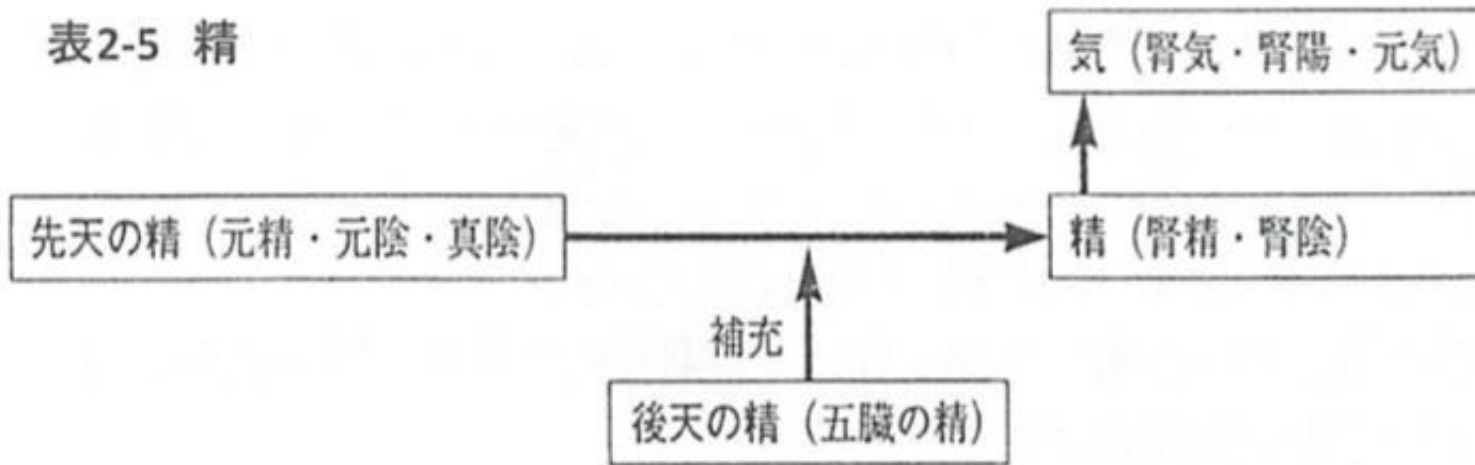 表2-5 精
気（腎気・腎陽・元気）
先天の精（元精・元陰・真陰）
精（腎精・腎陰）
補充
後天の精（五臓の精）